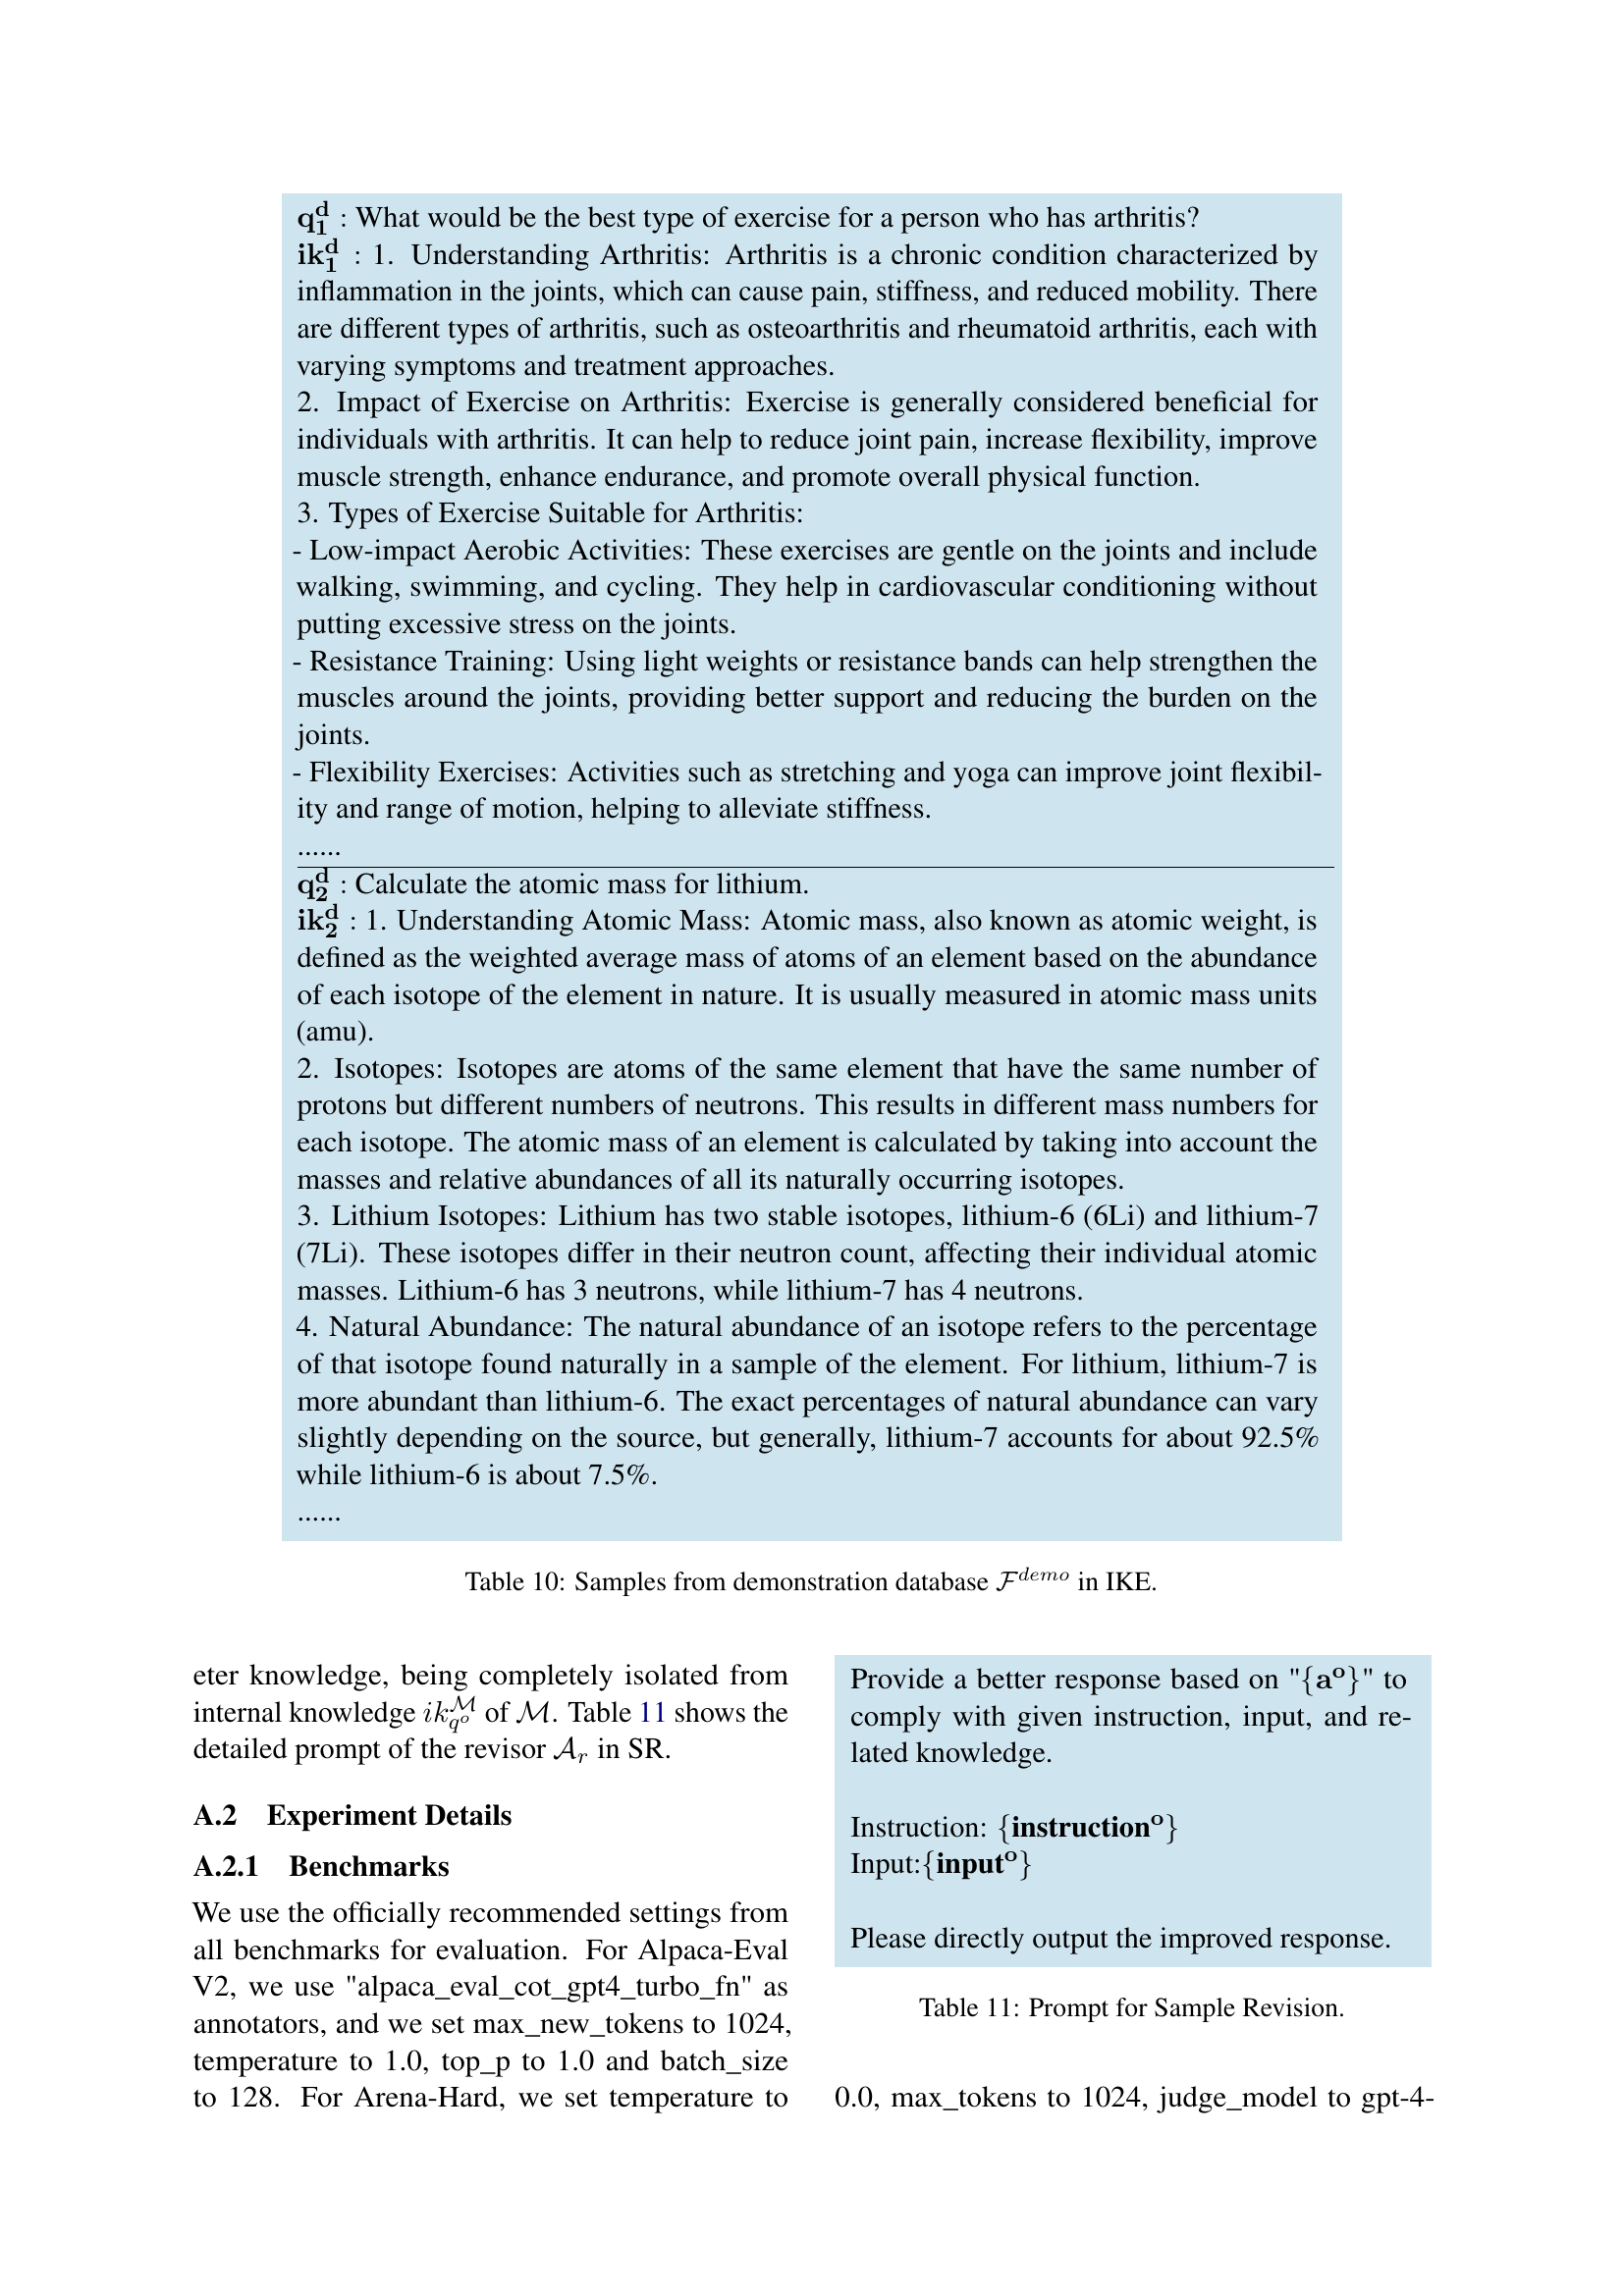 q₁ᵈ : What would be the best type of exercise for a person who has arthritis?
ik₁ᵈ : 1. Understanding Arthritis: Arthritis is a chronic condition characterized by
inflammation in the joints, which can cause pain, stiffness, and reduced mobility. There
are different types of arthritis, such as osteoarthritis and rheumatoid arthritis, each with
varying symptoms and treatment approaches.
2. Impact of Exercise on Arthritis: Exercise is generally considered beneficial for
individuals with arthritis. It can help to reduce joint pain, increase flexibility, improve
muscle strength, enhance endurance, and promote overall physical function.
3. Types of Exercise Suitable for Arthritis:
- Low-impact Aerobic Activities: These exercises are gentle on the joints and include
walking, swimming, and cycling. They help in cardiovascular conditioning without
putting excessive stress on the joints.
- Resistance Training: Using light weights or resistance bands can help strengthen the
muscles around the joints, providing better support and reducing the burden on the
joints.
- Flexibility Exercises: Activities such as stretching and yoga can improve joint flexibil-
ity and range of motion, helping to alleviate stiffness.
......
q₂ᵈ : Calculate the atomic mass for lithium.
ik₂ᵈ : 1. Understanding Atomic Mass: Atomic mass, also known as atomic weight, is
defined as the weighted average mass of atoms of an element based on the abundance
of each isotope of the element in nature. It is usually measured in atomic mass units
(amu).
2. Isotopes: Isotopes are atoms of the same element that have the same number of
protons but different numbers of neutrons. This results in different mass numbers for
each isotope. The atomic mass of an element is calculated by taking into account the
masses and relative abundances of all its naturally occurring isotopes.
3. Lithium Isotopes: Lithium has two stable isotopes, lithium-6 (6Li) and lithium-7
(7Li). These isotopes differ in their neutron count, affecting their individual atomic
masses. Lithium-6 has 3 neutrons, while lithium-7 has 4 neutrons.
4. Natural Abundance: The natural abundance of an isotope refers to the percentage
of that isotope found naturally in a sample of the element. For lithium, lithium-7 is
more abundant than lithium-6. The exact percentages of natural abundance can vary
slightly depending on the source, but generally, lithium-7 accounts for about 92.5%
while lithium-6 is about 7.5%.
......
Table 10: Samples from demonstration database 𝓕^{demo} in IKE.
eter knowledge, being completely isolated from
internal knowledge ik_{q^o}^{𝓜} of 𝓜. Table 11 shows the
detailed prompt of the revisor 𝓐ᵣ in SR.
A.2 Experiment Details
A.2.1 Benchmarks
We use the officially recommended settings from
all benchmarks for evaluation. For Alpaca-Eval
V2, we use "alpaca_eval_cot_gpt4_turbo_fn" as
annotators, and we set max_new_tokens to 1024,
temperature to 1.0, top_p to 1.0 and batch_size
to 128. For Arena-Hard, we set temperature to
Provide a better response based on "{aᵒ}" to
comply with given instruction, input, and re-
lated knowledge.
Instruction: {instructionᵒ}
Input:{inputᵒ}
Please directly output the improved response.
Table 11: Prompt for Sample Revision.
0.0, max_tokens to 1024, judge_model to gpt-4-